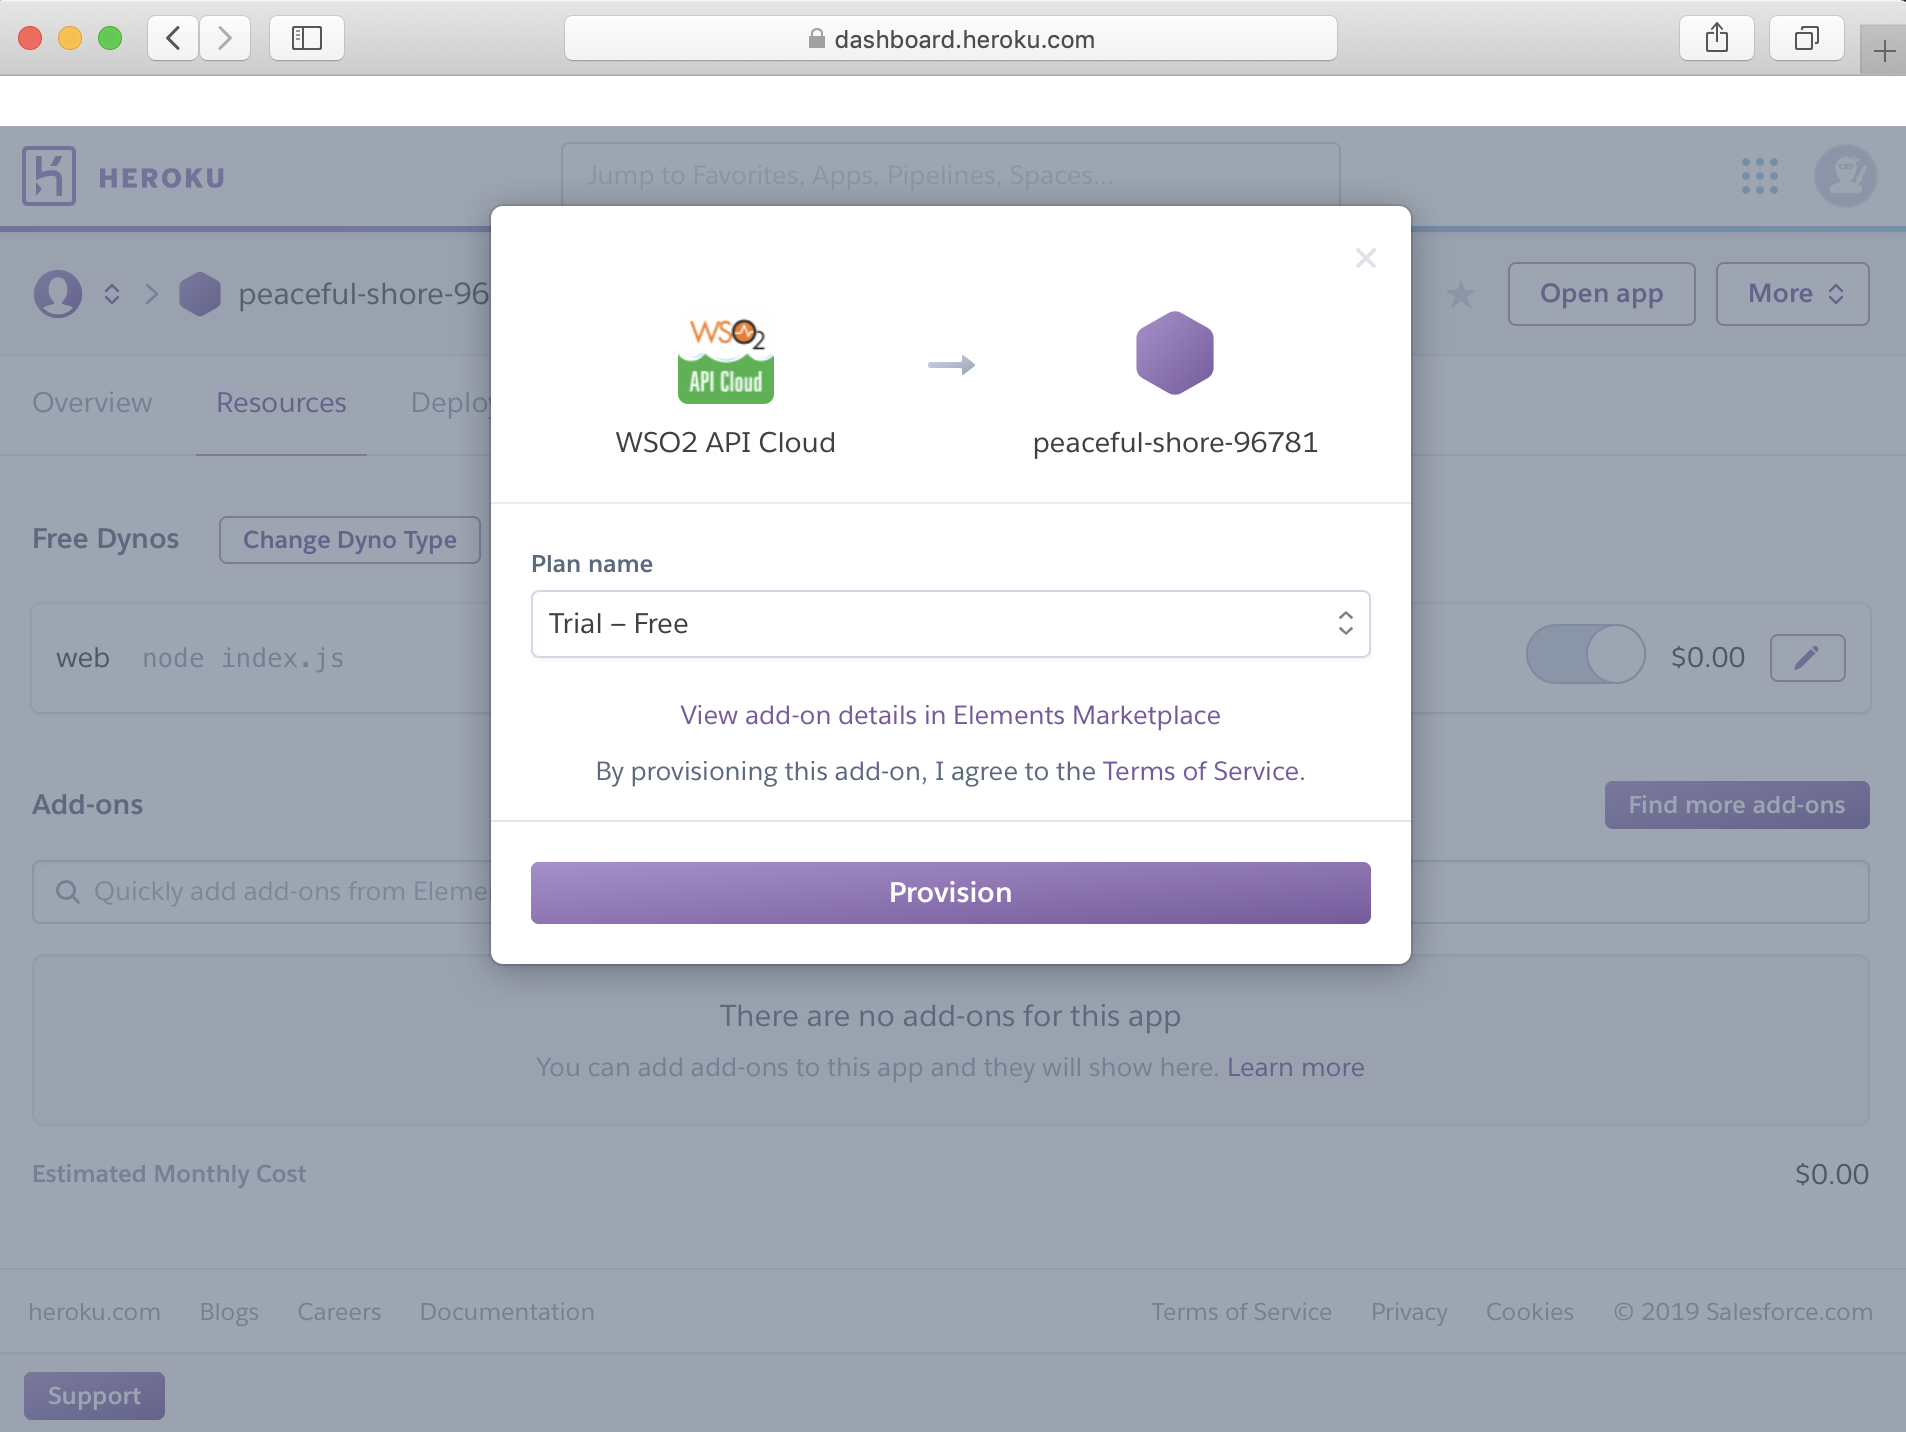 dashboard.heroku.com
HEROKU
Jump to Favorites, Apps, Pipelines, Spaces...
peaceful-shore-96
Open app
More
Overview
Resources
Deploy
WSO2
API Cloud
WSO2 API Cloud
peaceful-shore-96781
Free Dynos
Change Dyno Type
Plan name
Trial – Free
web node index.js
$0.00
View add-on details in Elements Marketplace
By provisioning this add-on, I agree to the Terms of Service.
Add-ons
Find more add-ons
Quickly add add-ons from Eleme
Provision
There are no add-ons for this app
You can add add-ons to this app and they will show here. Learn more
Estimated Monthly Cost
$0.00
heroku.com Blogs Careers Documentation
Terms of Service Privacy Cookies © 2019 Salesforce.com
Support